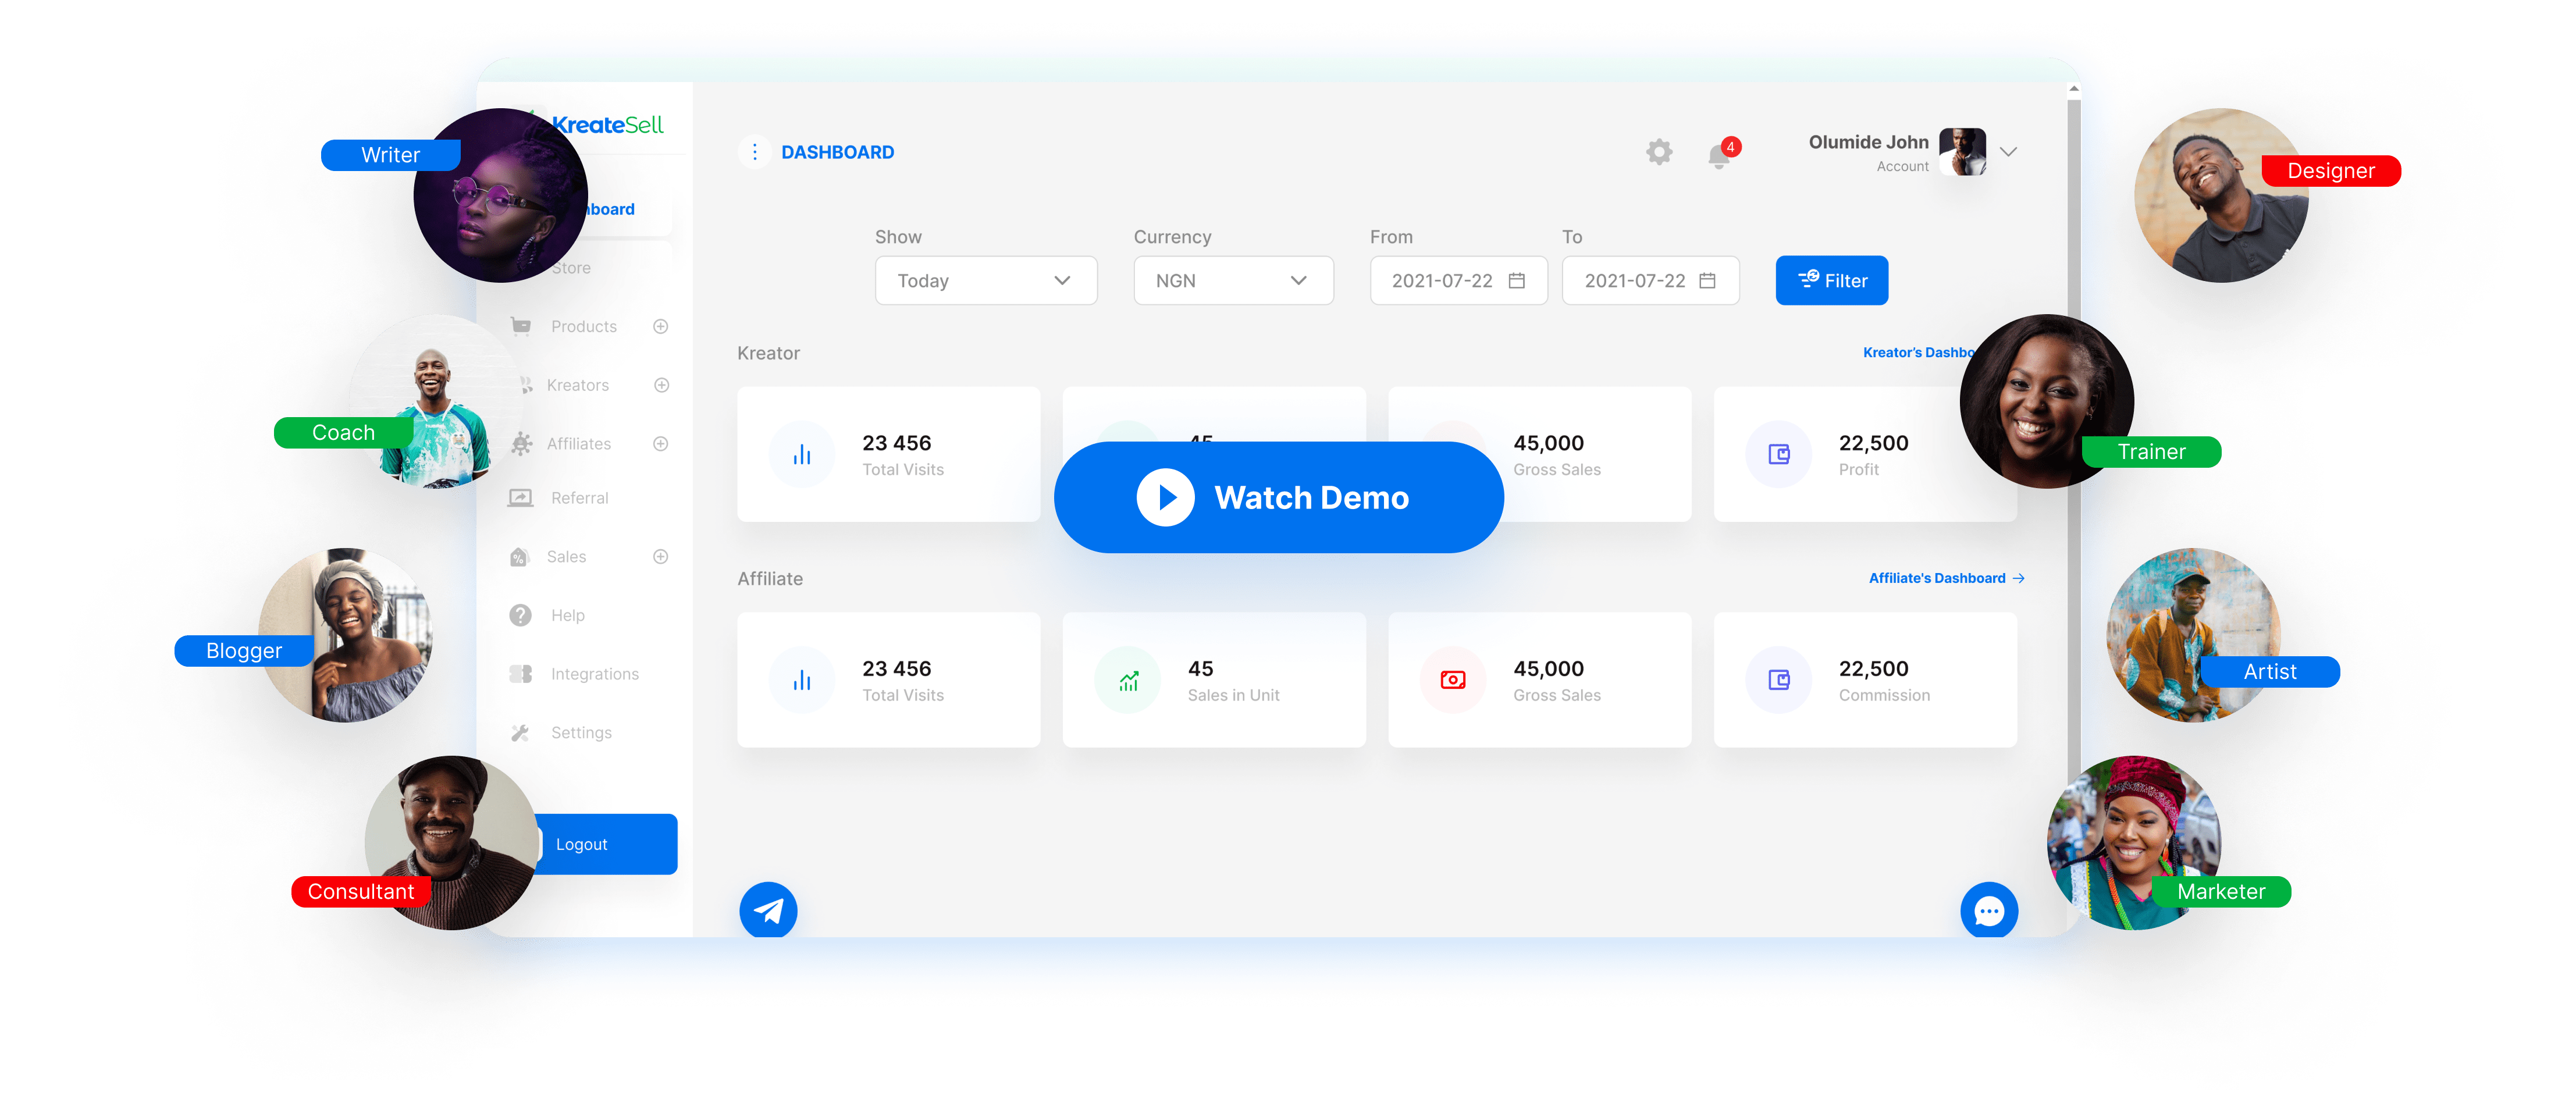 KreateSell
Writer
Coach
Blogger
Consultant
Store
Products
Kreators
Affiliates
Referral
Sales
Help
Integrations
Settings
Logout
DASHBOARD
4
Olumide John
Account
Show
Currency
From
To
Today
NGN
2021-07-22
2021-07-22
Filter
Kreator
23 456
Total Visits
45
45,000
Gross Sales
22,500
Profit
Watch Demo
Affiliate
Affiliate's Dashboard
23 456
Total Visits
45
Sales in Unit
45,000
Gross Sales
22,500
Commission
Designer
Trainer
Artist
Marketer